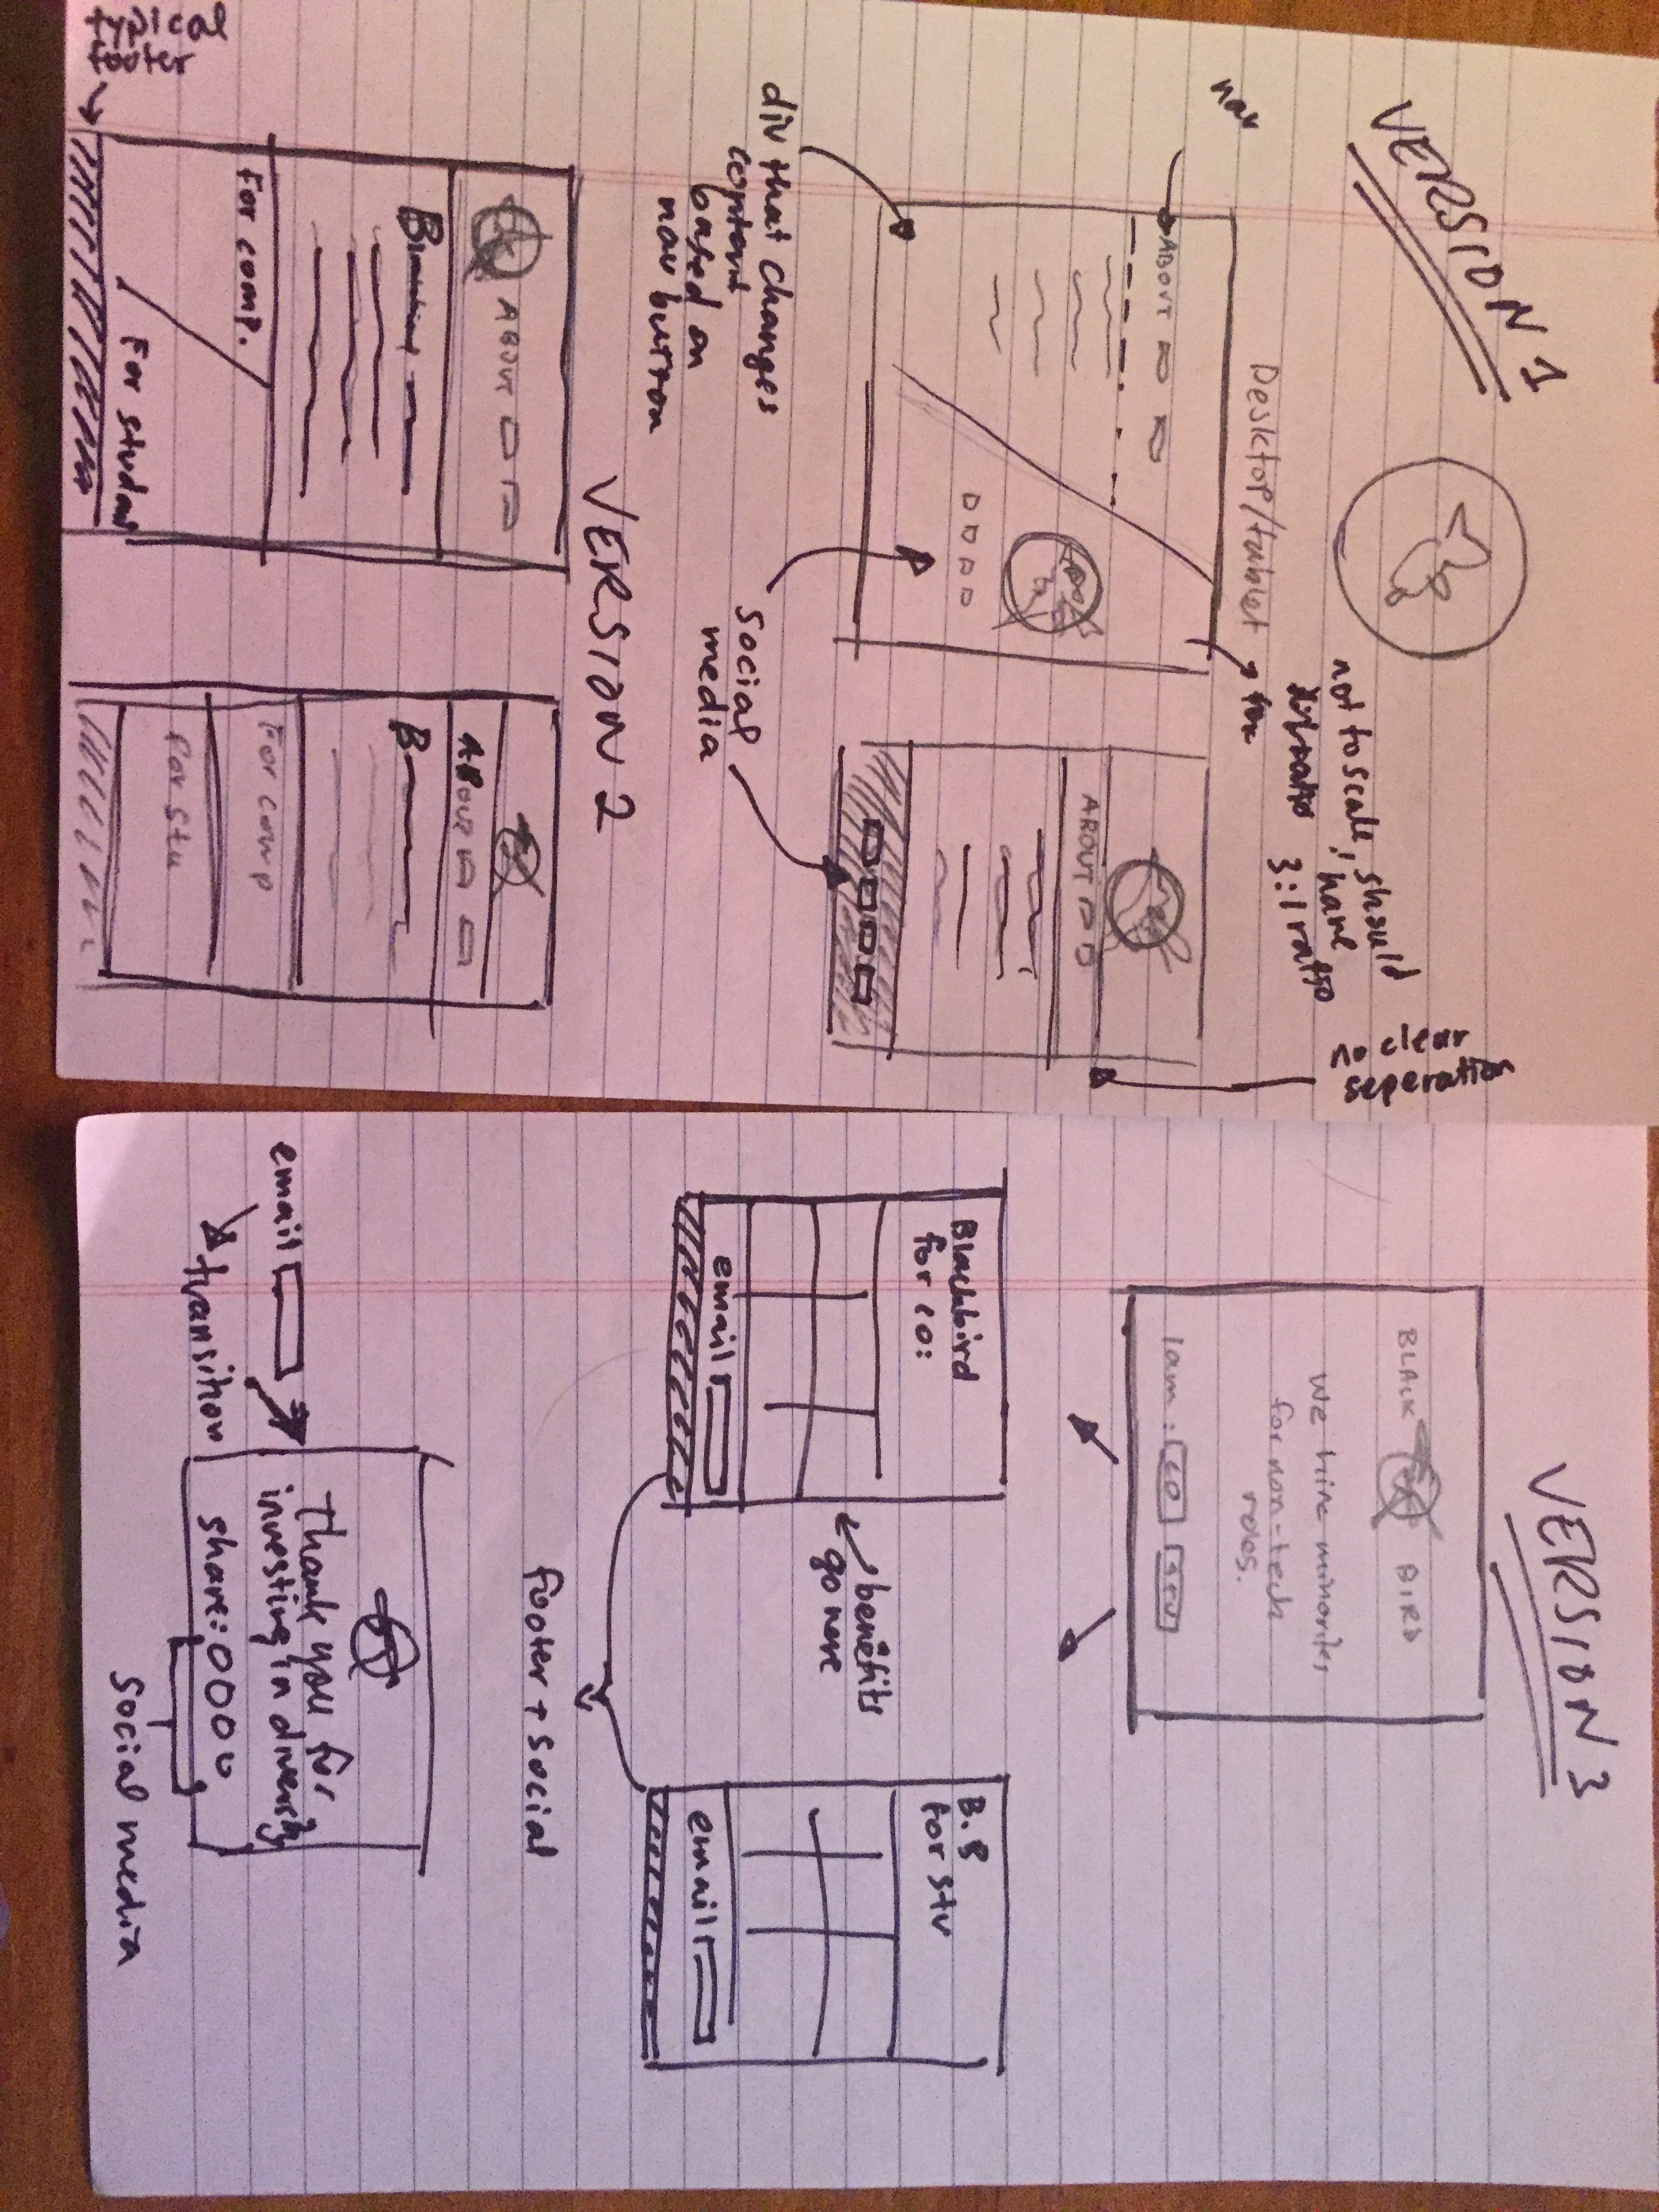 VERSION 1
not to scale, should
have
3:1 ratio
no clear
seperation
Desktop/tablet
nav
ABOUT
ABOUT
div that changes
content
based on
nav button
social
media
VERSION 2
ABOUT
B
For comp.
For student
typical
footer
ABOUT
B
For comp
For stu
VERSION 3
BLACK BIRD
We hire minorites
for non-tech
roles.
I am: CO STU
Blackbird
for co:
email
benefits
go here
B.B
for stu
email
footer + social
email
transition
Thank you for
investing in diversity
share:
social media